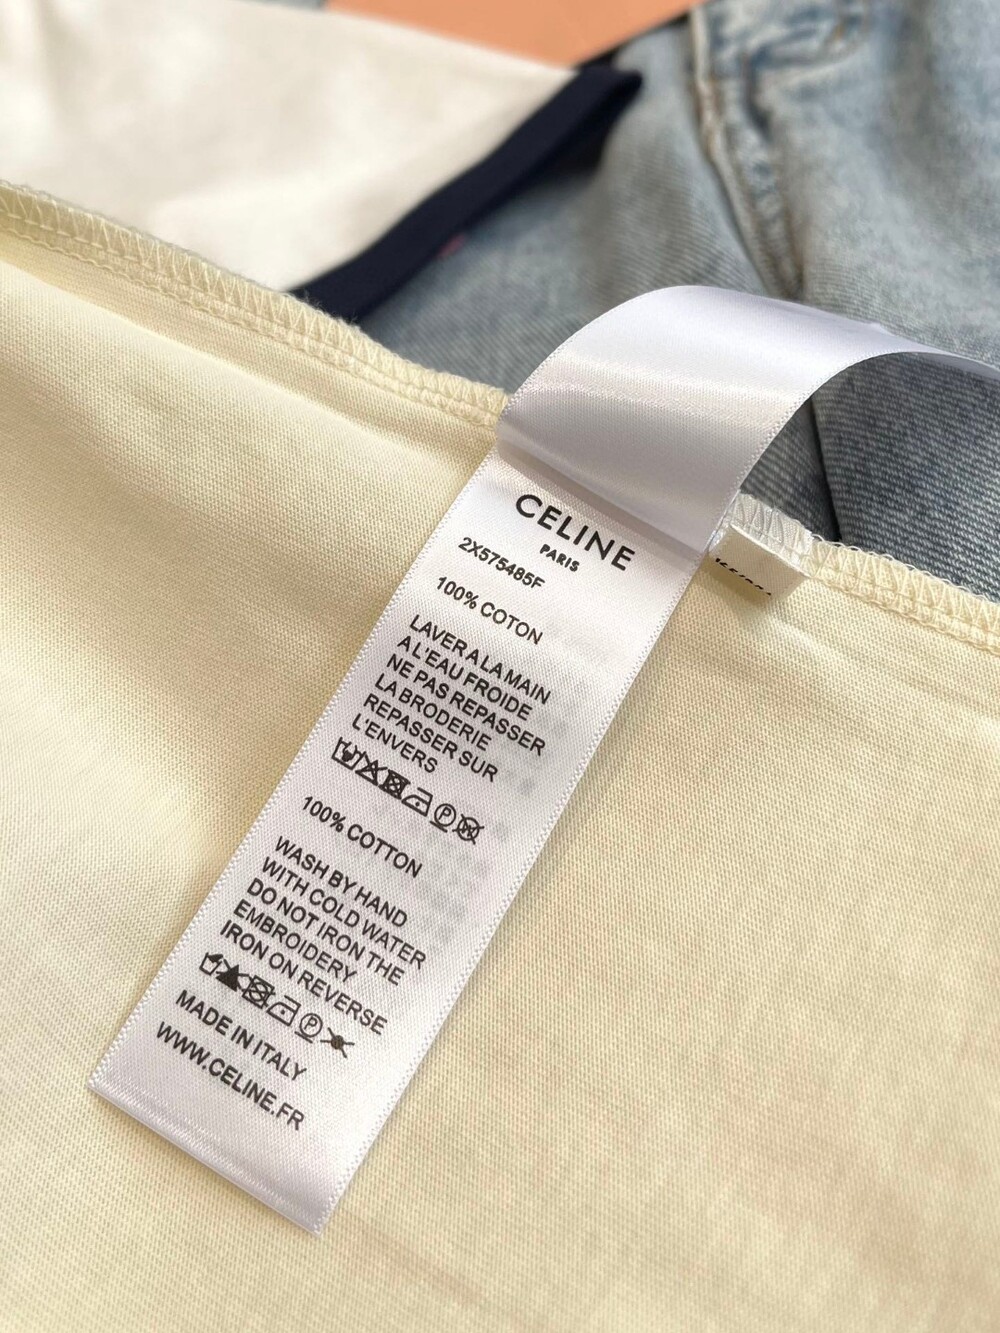 CELINE
PARIS
2X575485F
100% COTON
LAVER A LA MAIN
A L'EAU FROIDE
NE PAS REPASSER
LA BRODERIE
REPASSER SUR
L'ENVERS
100% COTTON
WASH BY HAND
WITH COLD WATER
DO NOT IRON THE
EMBROIDERY
IRON ON REVERSE
MADE IN ITALY
WWW.CELINE.FR